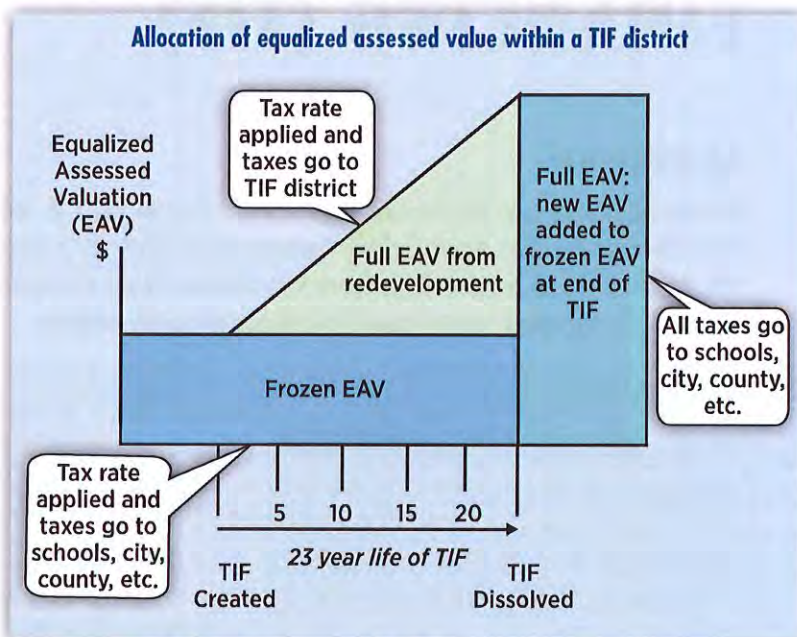 Allocation of equalized assessed value within a TIF district
Tax rate
applied and
taxes go to
TIF district
Equalized
Assessed
Valuation
(EAV)
$
Full EAV from
redevelopment
Full EAV:
new EAV
added to
frozen EAV
at end of
TIF
All taxes go
to schools,
city, county,
etc.
Frozen EAV
Tax rate
applied and
taxes go to
schools, city,
county, etc.
5 10 15 20
23 year life of TIF
TIF
Created
TIF
Dissolved